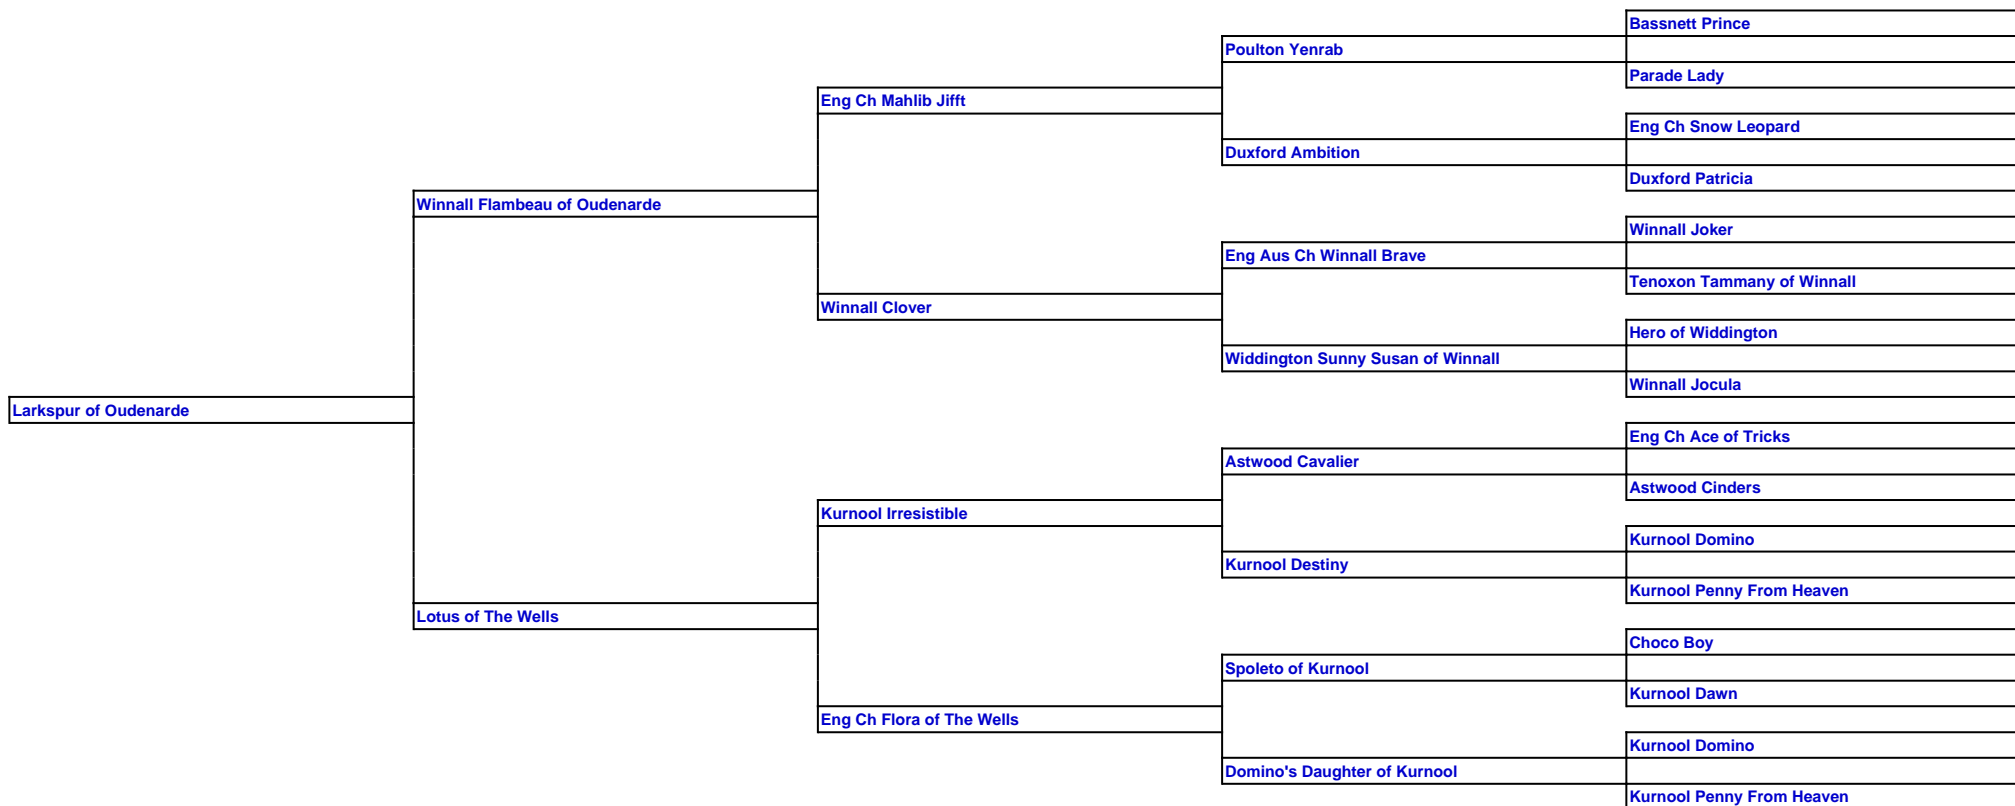 Bassnett Prince
Poulton Yenrab
Parade Lady
Eng Ch Mahlib Jifft
Eng Ch Snow Leopard
Duxford Ambition
Duxford Patricia
Winnall Flambeau of Oudenarde
Winnall Joker
Eng Aus Ch Winnall Brave
Tenoxon Tammany of Winnall
Winnall Clover
Hero of Widdington
Widdington Sunny Susan of Winnall
Winnall Jocula
Larkspur of Oudenarde
Eng Ch Ace of Tricks
Astwood Cavalier
Astwood Cinders
Kurnool Irresistible
Kurnool Domino
Kurnool Destiny
Kurnool Penny From Heaven
Lotus of The Wells
Choco Boy
Spoleto of Kurnool
Kurnool Dawn
Eng Ch Flora of The Wells
Kurnool Domino
Domino's Daughter of Kurnool
Kurnool Penny From Heaven